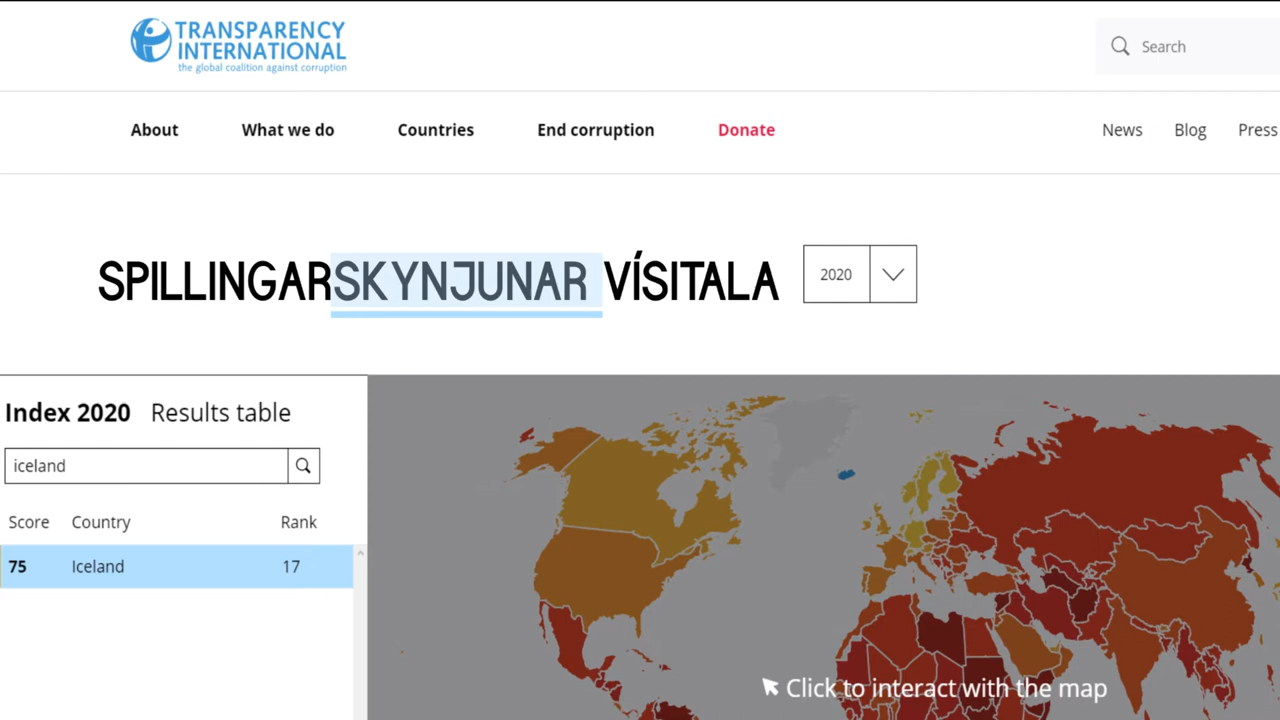 TRANSPARENCY
INTERNATIONAL
the global coalition against corruption
Search
About What we do Countries End corruption Donate News Blog Press
SPILLINGARSKYNJUNAR VÍSITALA 2020
Index 2020 Results table
iceland
Score Country Rank
75 Iceland 17
Click to interact with the map